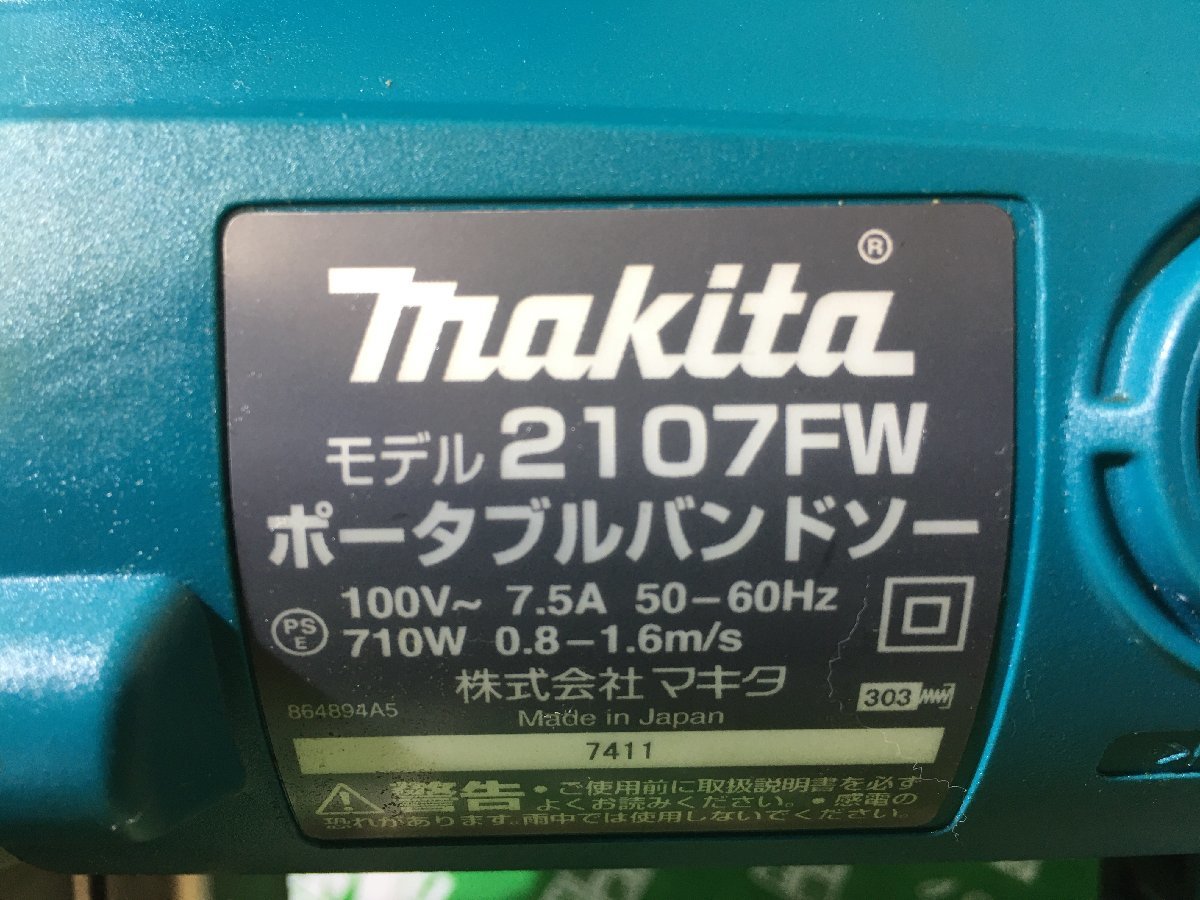 makita®
モデル 2107FW
ポータブルバンドソー
PSE 100V～ 7.5A 50－60Hz
710W 0.8－1.6m/s
株式会社マキタ
864894A5 Made in Japan 303
7411
警告・ご使用前に取扱説明書を必ず
よくお読みください。・感電の
恐れがあります。雨中では使用しないでください。